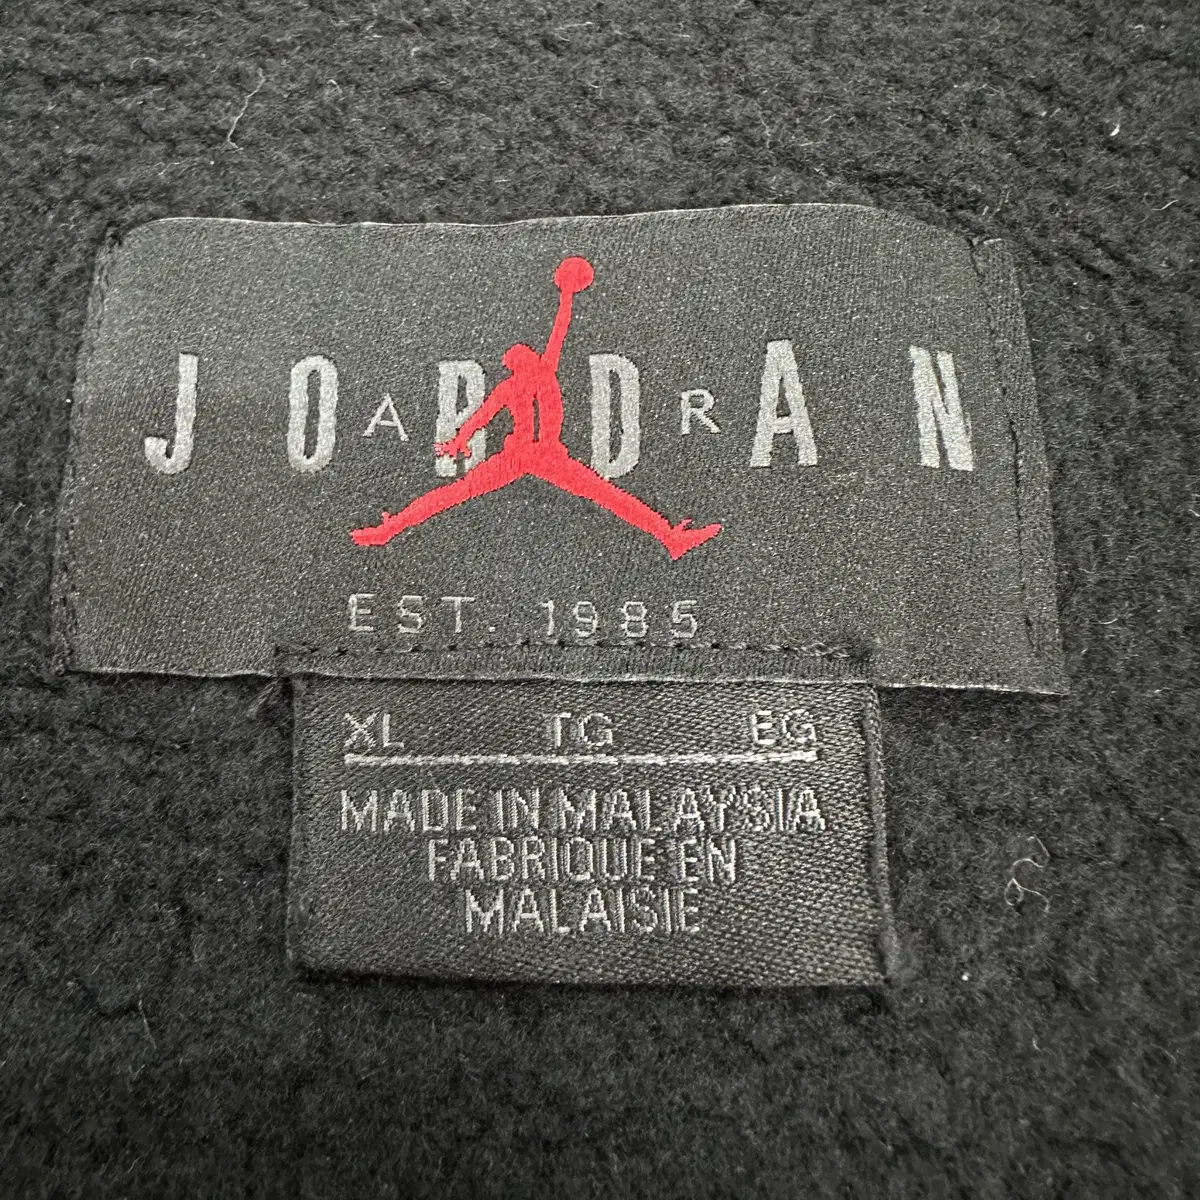 JORDAN
AIR
EST. 1985
XL TG EG
MADE IN MALAYSIA
FABRIQUE EN
MALAISIE